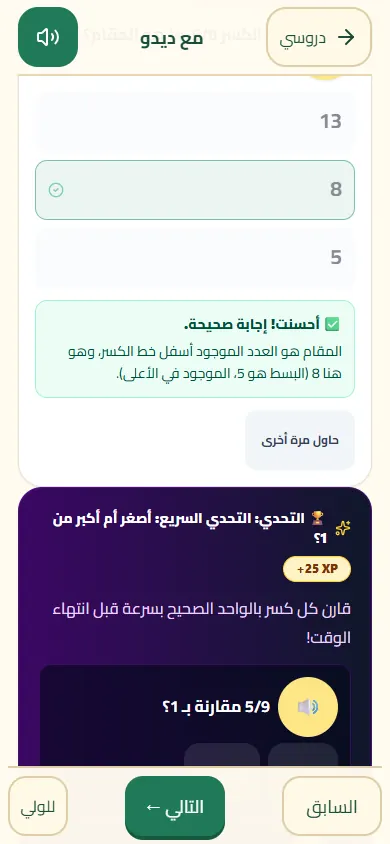 دروسي
مع ديدو
13
8
5
✅ أحسنت! إجابة صحيحة.
المقام هو العدد الموجود أسفل خط الكسر، وهو
هنا 8 (البسط هو 5، الموجود في الأعلى).
حاول مرة أخرى
🏆 التحدي: التحدي السريع: أصغر أم أكبر من
1؟
+25 XP
قارن كل كسر بالواحد الصحيح بسرعة قبل انتهاء
الوقت!
5/9 مقارنة بـ 1؟
السابق
التالي ←
للولي